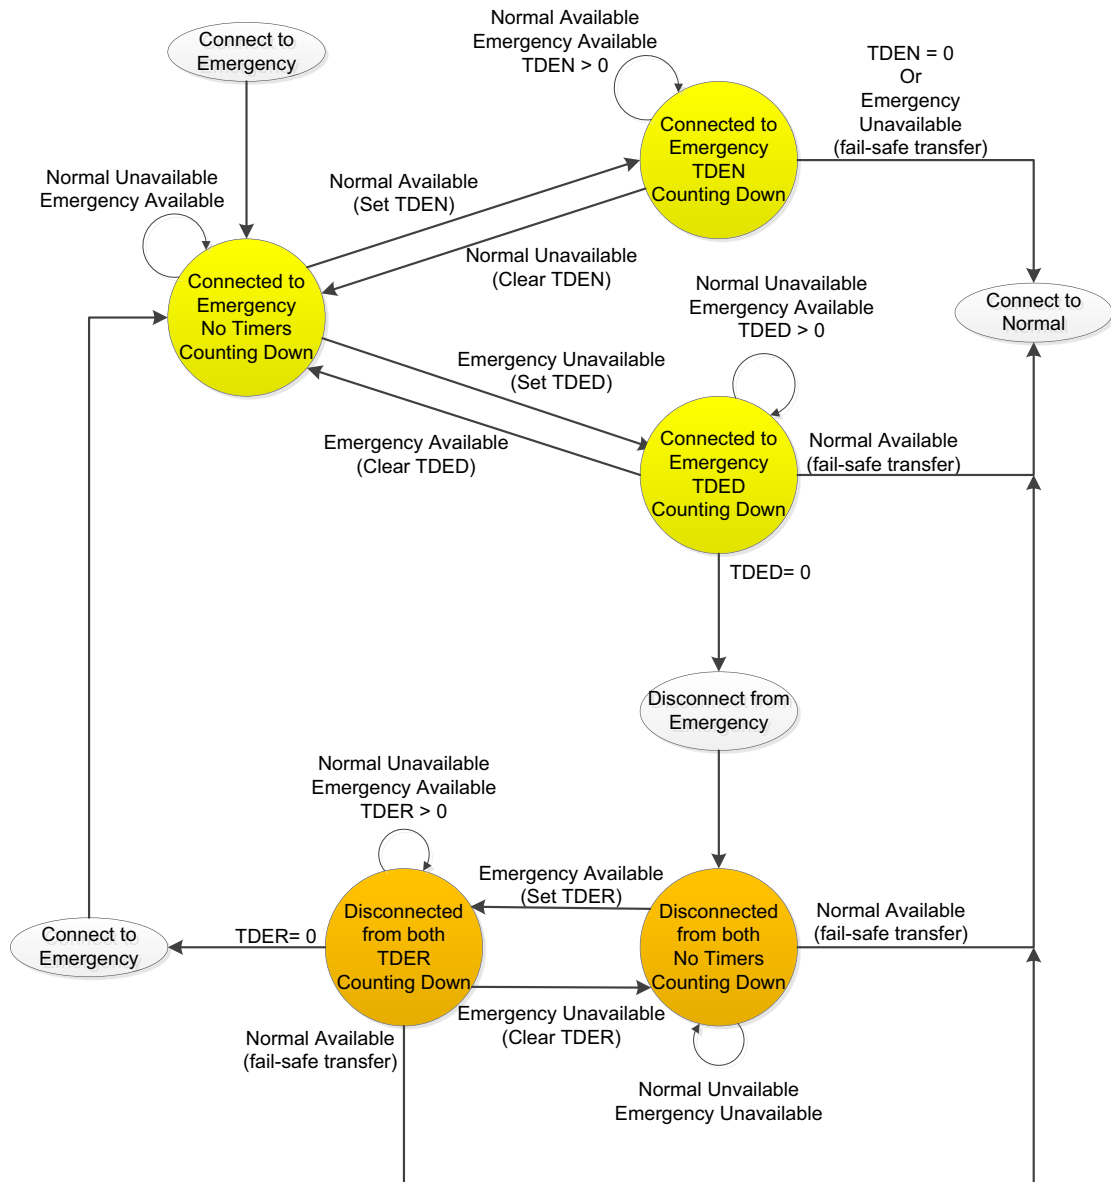 Connect to
Emergency
Normal Available
Emergency Available
TDEN > 0
TDEN = 0
Or
Emergency
Unavailable
(fail-safe transfer)
Connected to
Emergency
TDEN
Counting Down
Normal Unavailable
Emergency Available
Normal Available
(Set TDEN)
Normal Unavailable
(Clear TDEN)
Connected to
Emergency
No Timers
Counting Down
Normal Unavailable
Emergency Available
TDED > 0
Connect to
Normal
Emergency Unavailable
(Set TDED)
Emergency Available
(Clear TDED)
Connected to
Emergency
TDED
Counting Down
Normal Available
(fail-safe transfer)
TDED= 0
Disconnect from
Emergency
Normal Unavailable
Emergency Available
TDER > 0
Emergency Available
(Set TDER)
Connect to
Emergency
TDER= 0
Disconnected
from both
TDER
Counting Down
Disconnected
from both
No Timers
Counting Down
Normal Available
(fail-safe transfer)
Emergency Unavailable
(Clear TDER)
Normal Available
(fail-safe transfer)
Normal Unvailable
Emergency Unavailable